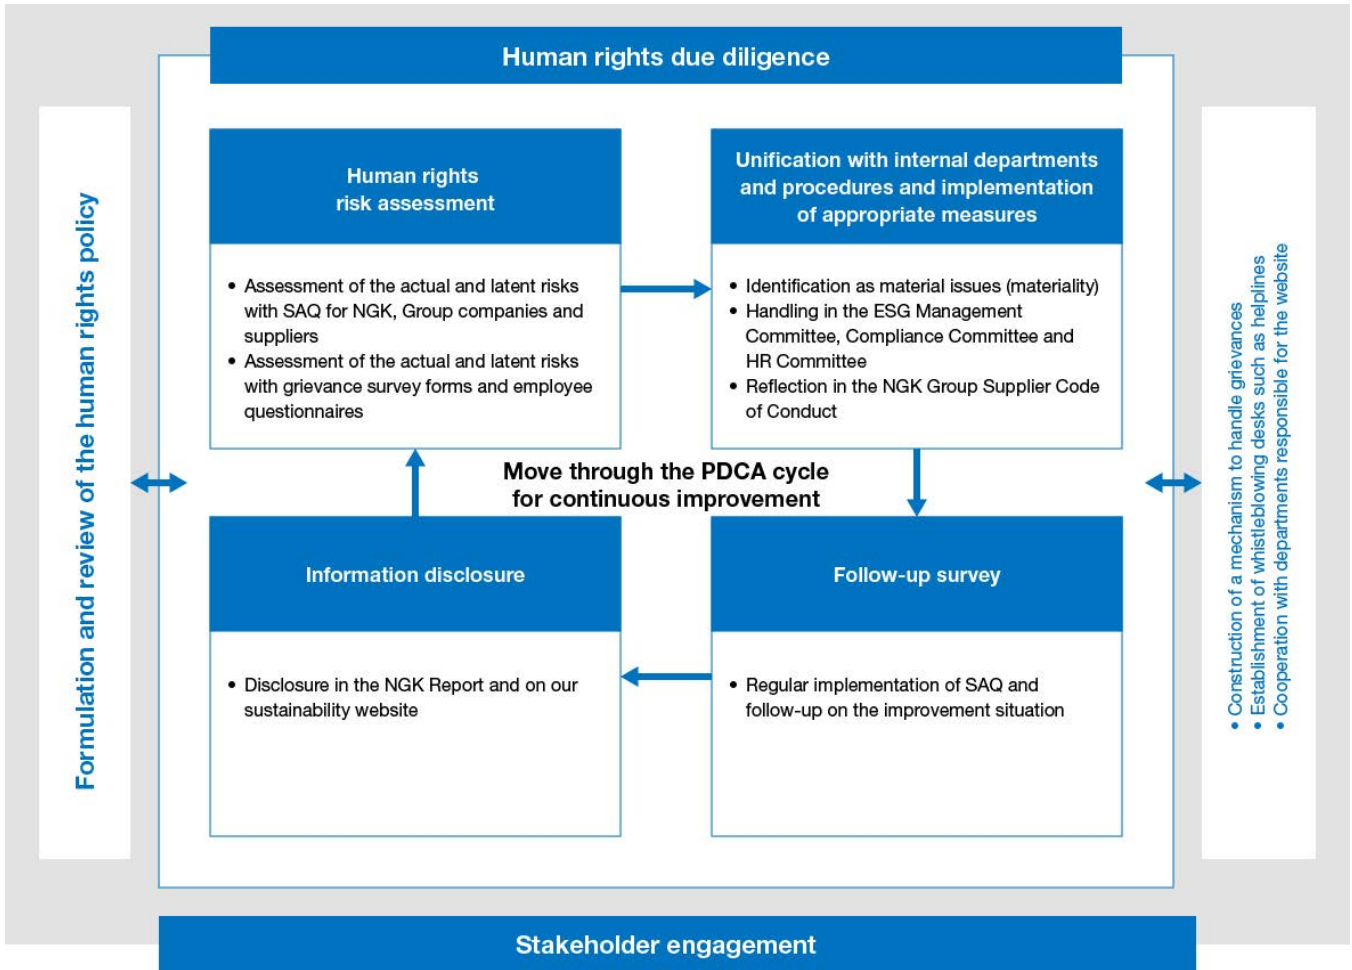 Human rights due diligence
Formulation and review of the human rights policy
Human rights
risk assessment
• Assessment of the actual and latent risks
with SAQ for NGK, Group companies and
suppliers
• Assessment of the actual and latent risks
with grievance survey forms and employee
questionnaires
Unification with internal departments
and procedures and implementation
of appropriate measures
• Identification as material issues (materiality)
• Handling in the ESG Management
Committee, Compliance Committee and
HR Committee
• Reflection in the NGK Group Supplier Code
of Conduct
Move through the PDCA cycle
for continuous improvement
Information disclosure
• Disclosure in the NGK Report and on our
sustainability website
Follow-up survey
• Regular implementation of SAQ and
follow-up on the improvement situation
• Construction of a mechanism to handle grievances
• Establishment of whistleblowing desks such as helplines
• Cooperation with departments responsible for the website
Stakeholder engagement